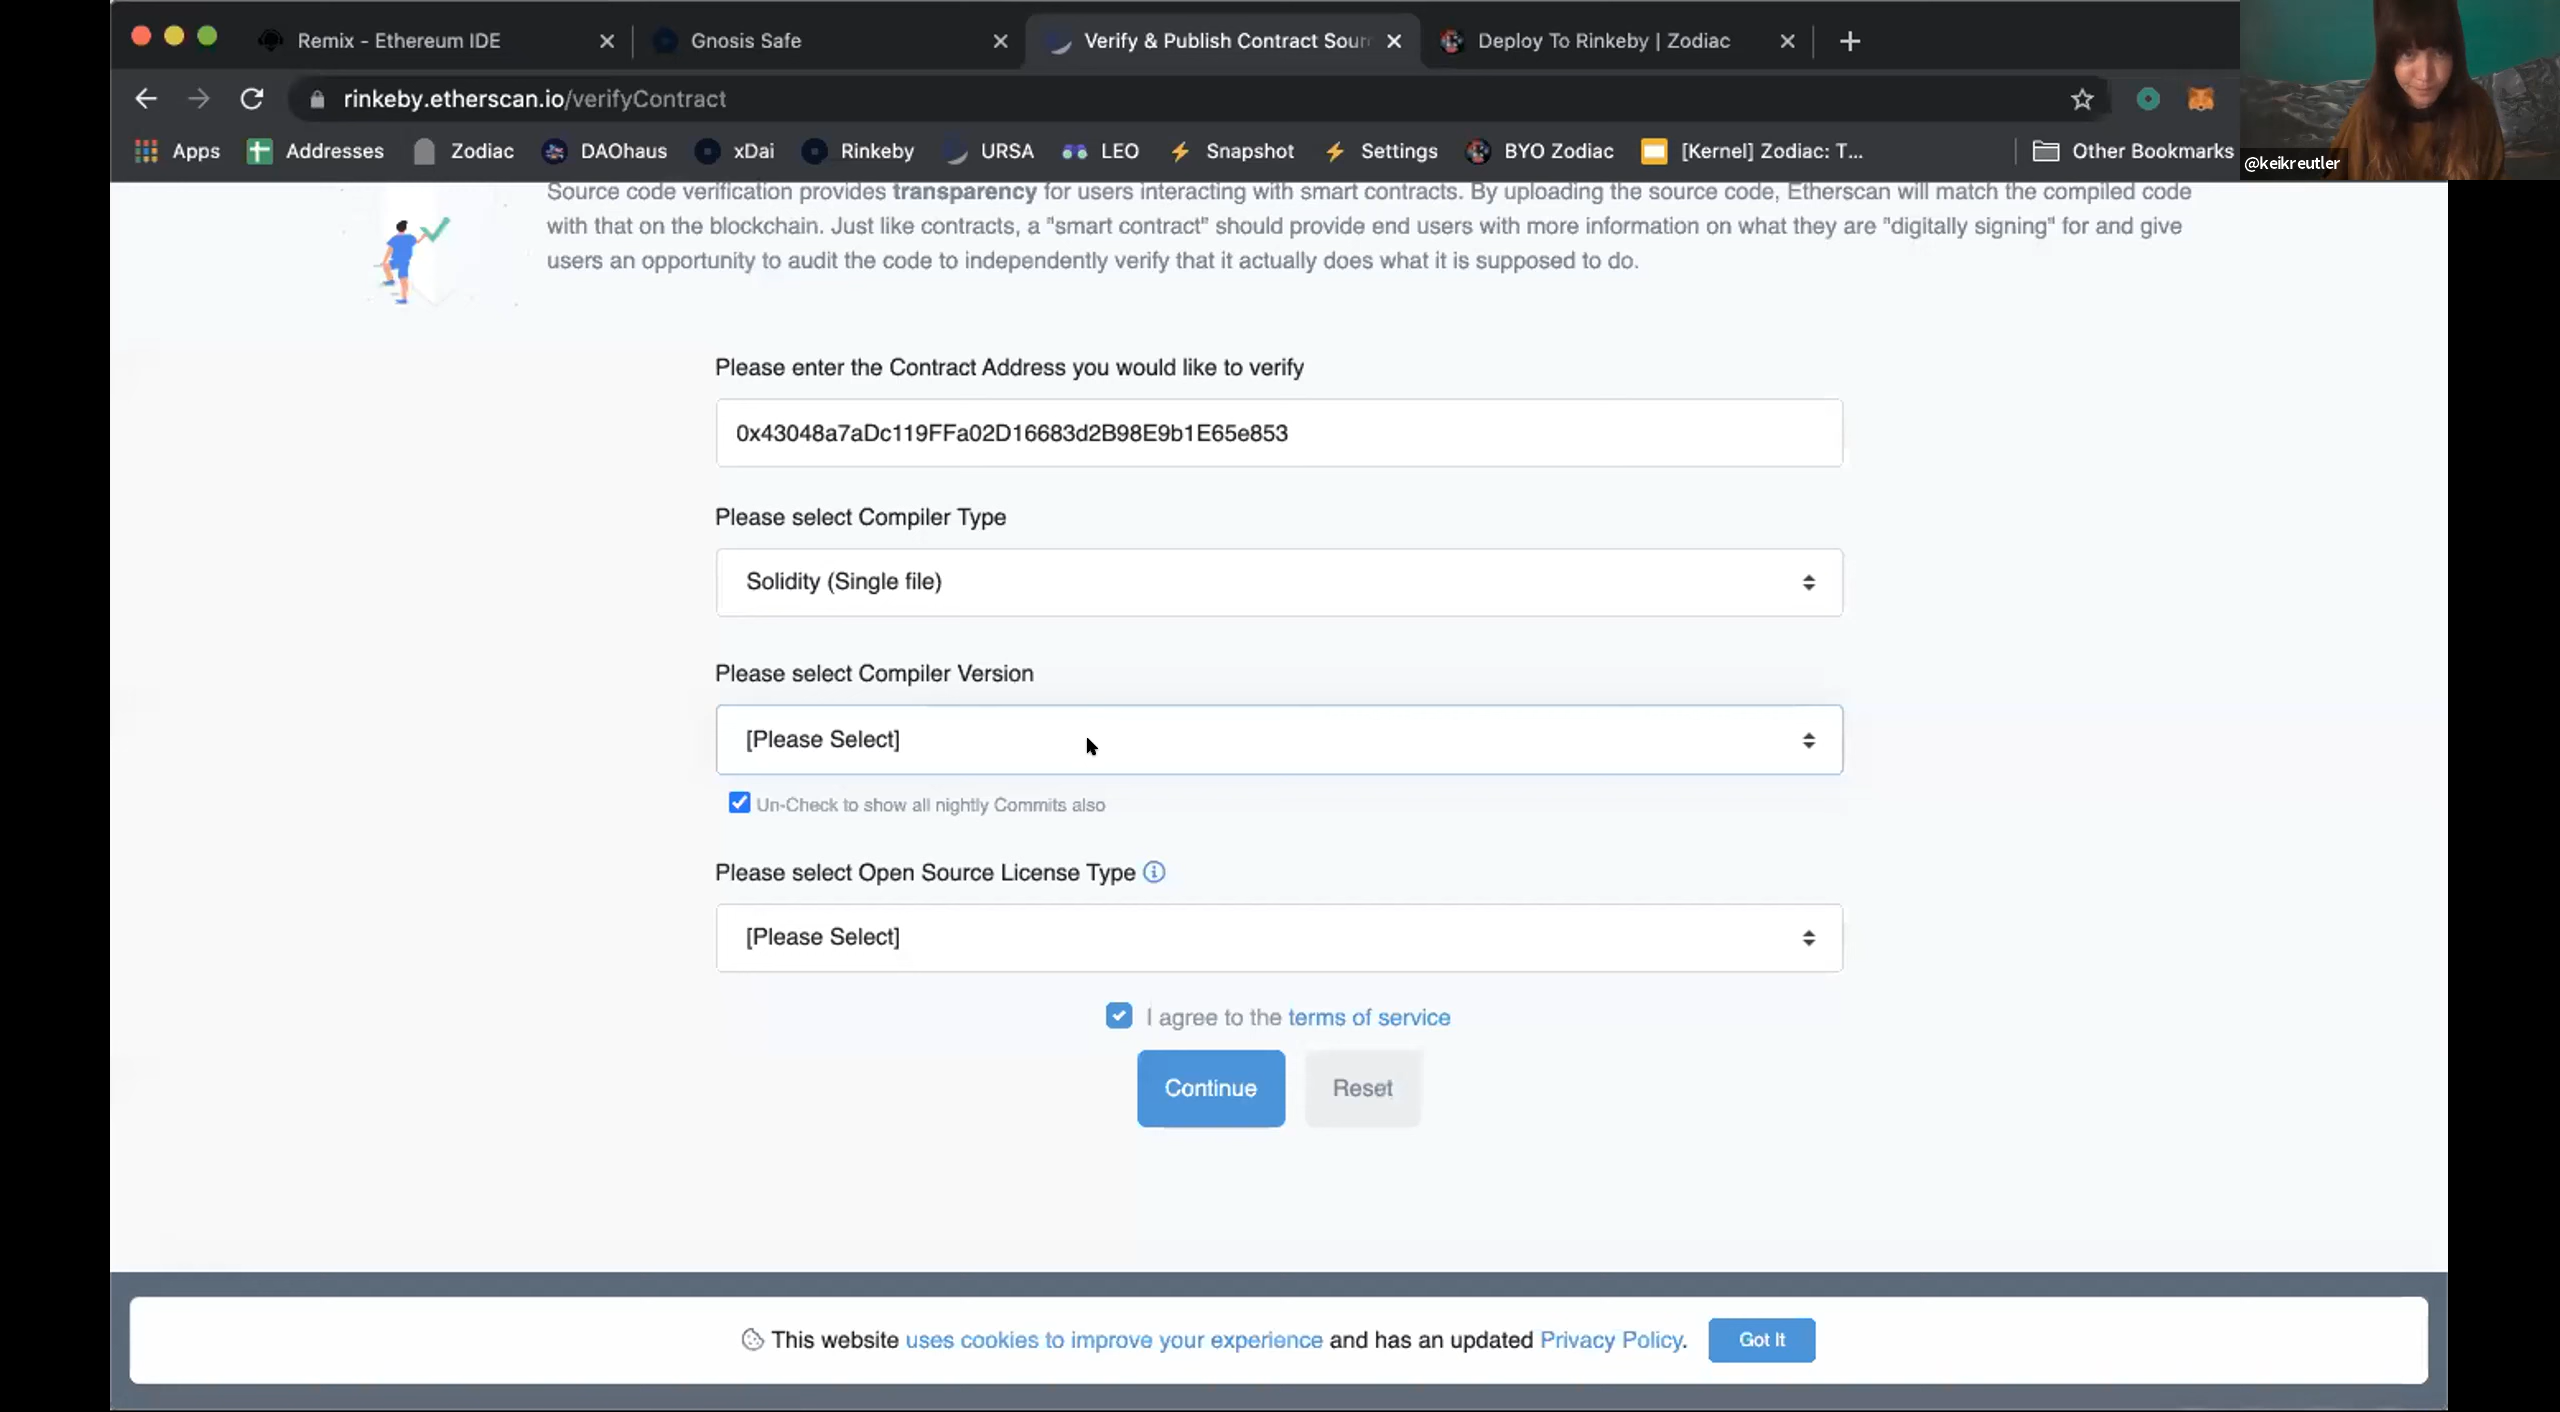 Remix - Ethereum IDE
Gnosis Safe
Verify & Publish Contract Sour
Deploy To Rinkeby | Zodiac
rinkeby.etherscan.io/verifyContract
Apps
Addresses
Zodiac
DAOhaus
xDai
Rinkeby
URSA
LEO
Snapshot
Settings
BYO Zodiac
[Kernel] Zodiac: T...
Other Bookmarks
@keikreutler
Source code verification provides transparency for users interacting with smart contracts. By uploading the source code, Etherscan will match the compiled code
with that on the blockchain. Just like contracts, a "smart contract" should provide end users with more information on what they are "digitally signing" for and give
users an opportunity to audit the code to independently verify that it actually does what it is supposed to do.
Please enter the Contract Address you would like to verify
0x43048a7aDc119FFa02D16683d2B98E9b1E65e853
Please select Compiler Type
Solidity (Single file)
Please select Compiler Version
[Please Select]
Un-Check to show all nightly Commits also
Please select Open Source License Type
[Please Select]
I agree to the terms of service
Continue
Reset
This website uses cookies to improve your experience and has an updated Privacy Policy.
Got It